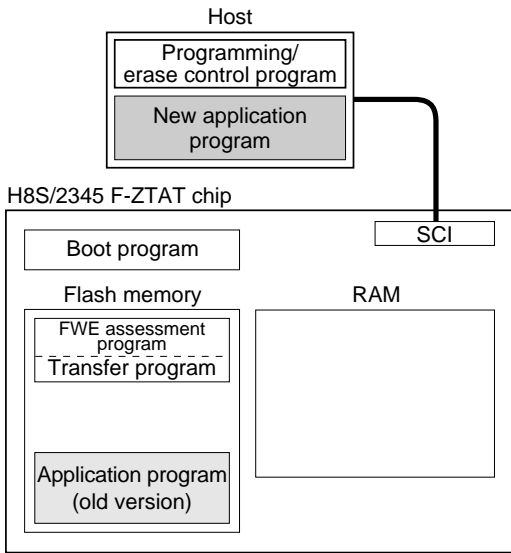 Host
Programming/
erase control program
New application
program
H8S/2345 F-ZTAT chip
SCI
Boot program
Flash memory
RAM
FWE assessment
program
Transfer program
Application program
(old version)